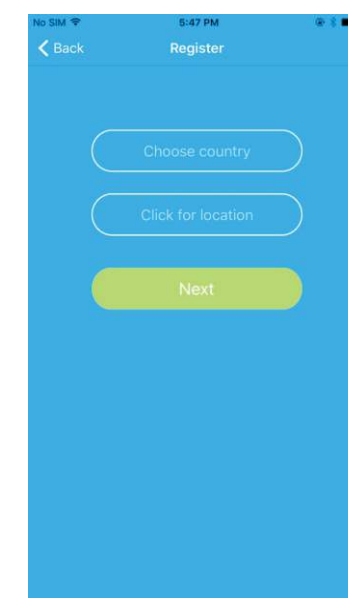 No SIM 5:47 PM
Back Register
Choose country
Click for location
Next